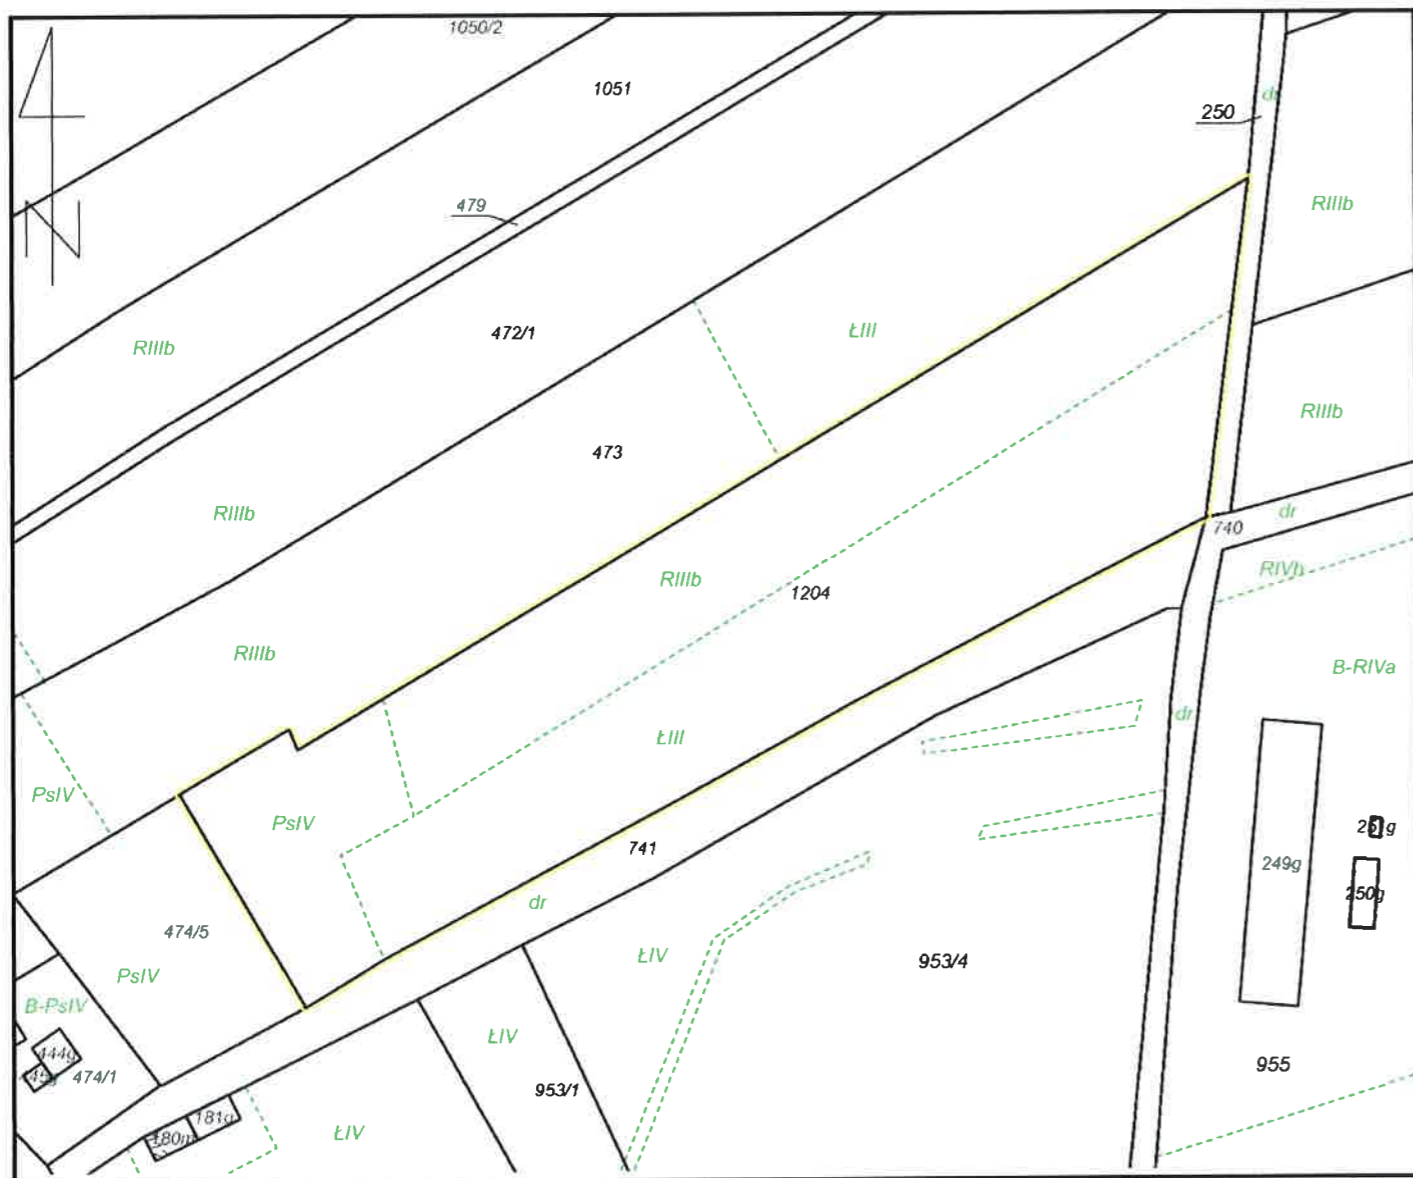 1050/2
1051
dr
250
479
RIIIb
N
472/1
ŁIII
RIIIb
RIIIb
473
RIIIb
dr
740
RIIIb
1204
RIVb
RIIIb
B-RIVa
dr
ŁIII
PsIV
PsIV
251g
741
249g
250g
dr
474/5
ŁIV
953/4
PsIV
B-PsIV
ŁIV
444g
955
474/1
953/1
181g
ŁIV
180m